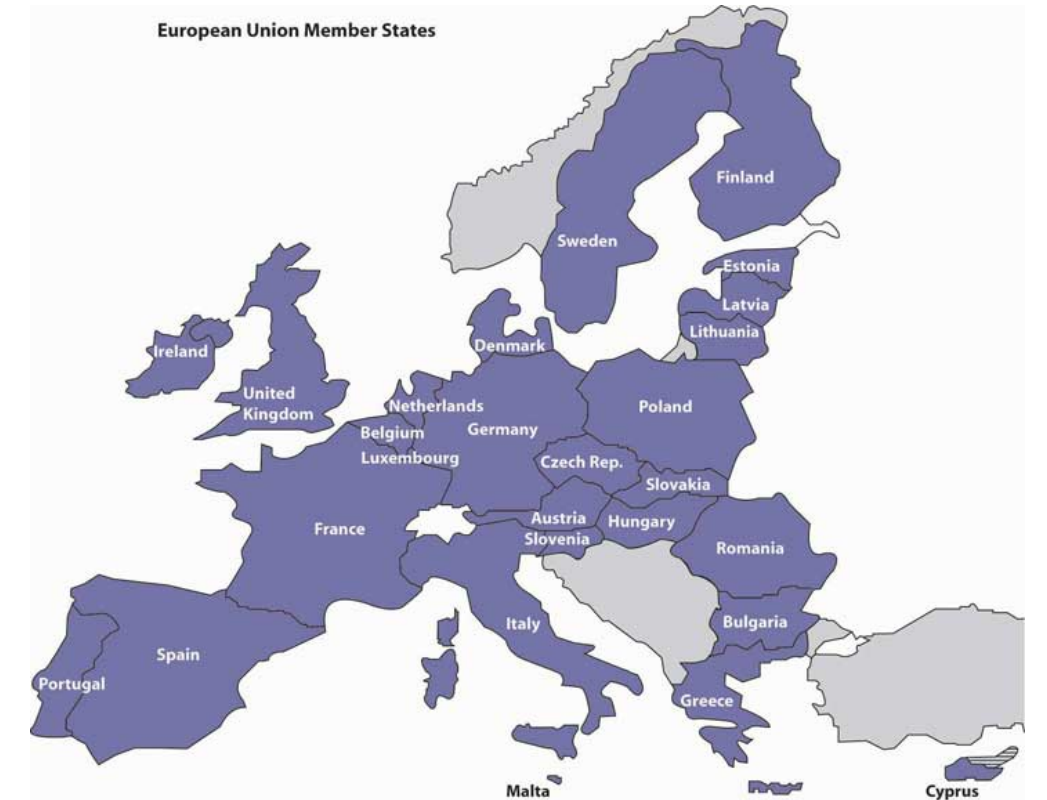 European Union Member States
Finland
Sweden
Estonia
Latvia
Lithuania
Denmark
Ireland
United
Kingdom
Netherlands
Poland
Belgium
Germany
Luxembourg
Czech Rep.
Slovakia
France
Austria
Hungary
Slovenia
Romania
Italy
Bulgaria
Spain
Portugal
Greece
Malta
Cyprus